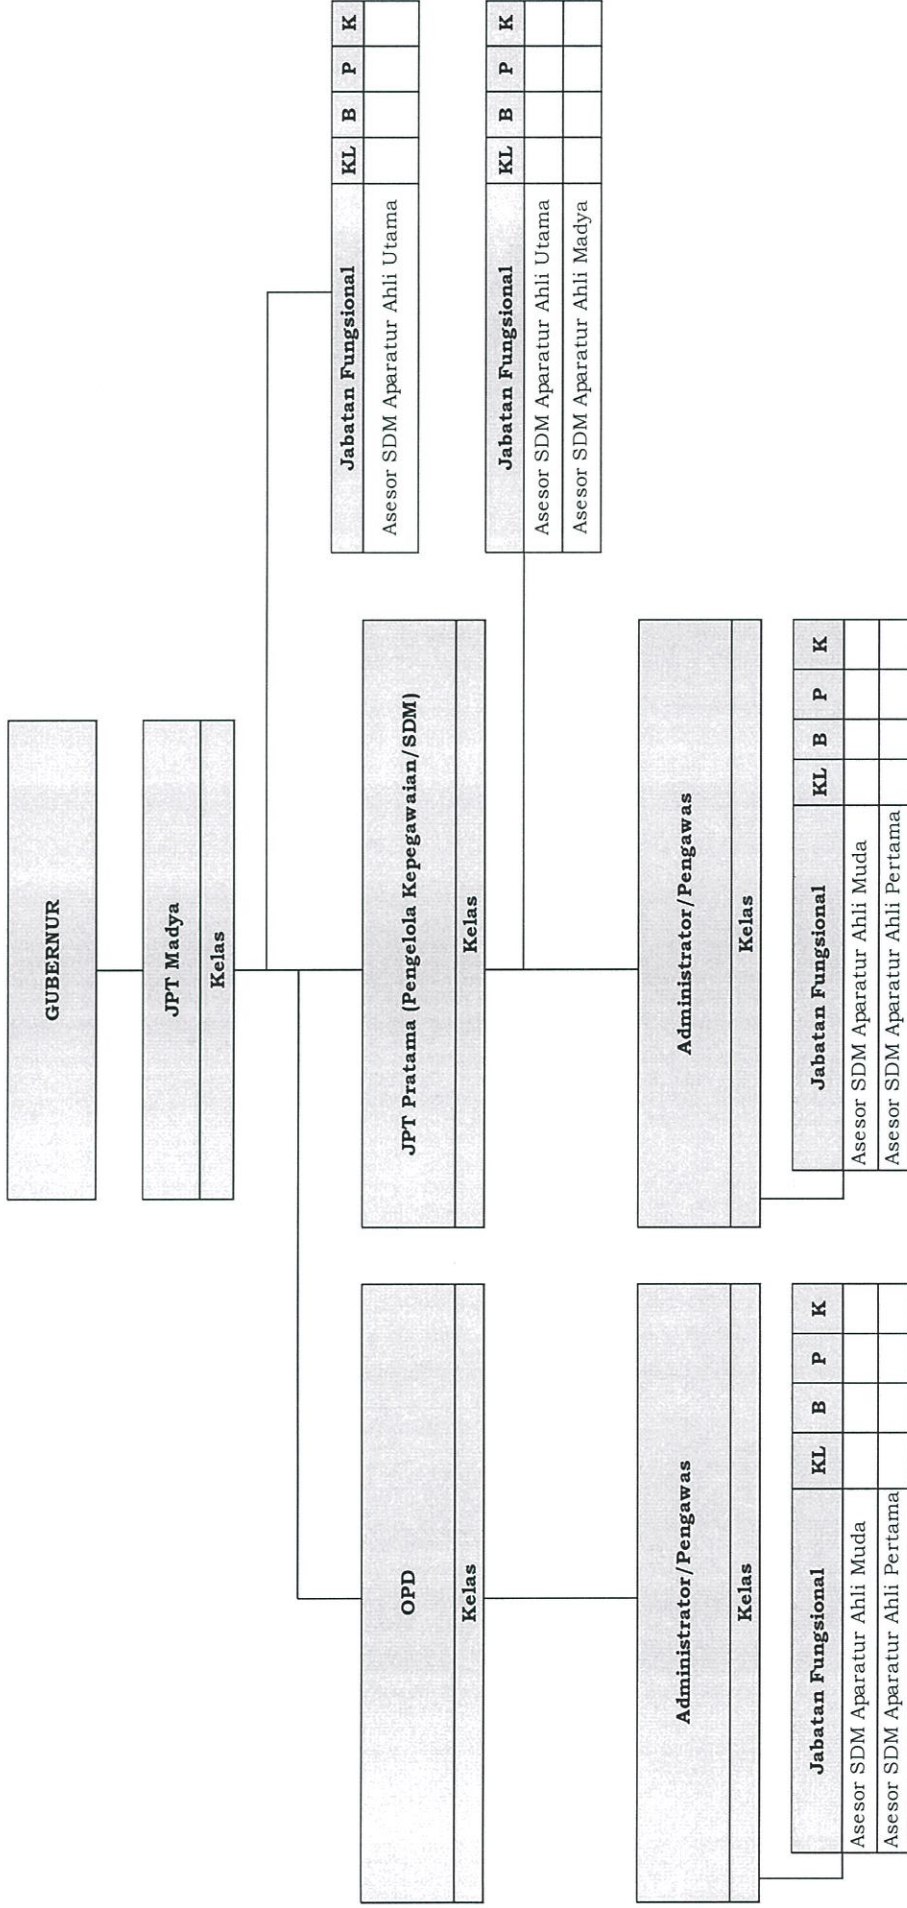 GUBERNUR
JPT Madya
Kelas
Jabatan Fungsional KL B P K
Asesor SDM Aparatur Ahli Utama
OPD
Kelas
JPT Pratama (Pengelola Kepegawaian/SDM)
Kelas
Jabatan Fungsional KL B P K
Asesor SDM Aparatur Ahli Utama
Asesor SDM Aparatur Ahli Madya
Administrator/Pengawas
Kelas
Jabatan Fungsional KL B P K
Asesor SDM Aparatur Ahli Muda
Asesor SDM Aparatur Ahli Pertama
Administrator/Pengawas
Kelas
Jabatan Fungsional KL B P K
Asesor SDM Aparatur Ahli Muda
Asesor SDM Aparatur Ahli Pertama